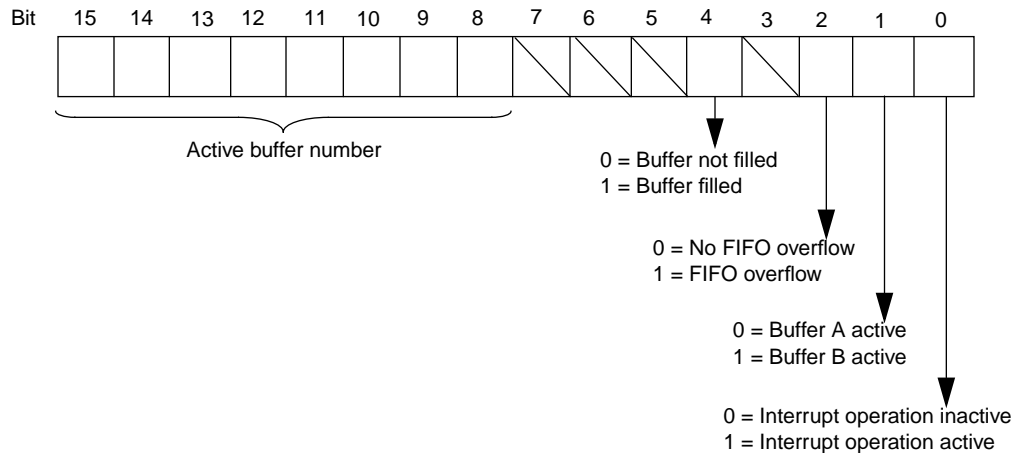 Bit 15 14 13 12 11 10 9 8 7 6 5 4 3 2 1 0
Active buffer number
0 = Buffer not filled
1 = Buffer filled
0 = No FIFO overflow
1 = FIFO overflow
0 = Buffer A active
1 = Buffer B active
0 = Interrupt operation inactive
1 = Interrupt operation active